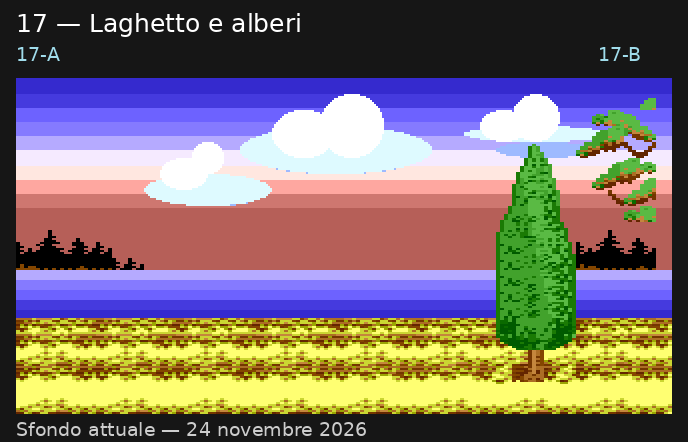 17 — Laghetto e alberi
17-A 17-B
Sfondo attuale — 24 novembre 2026